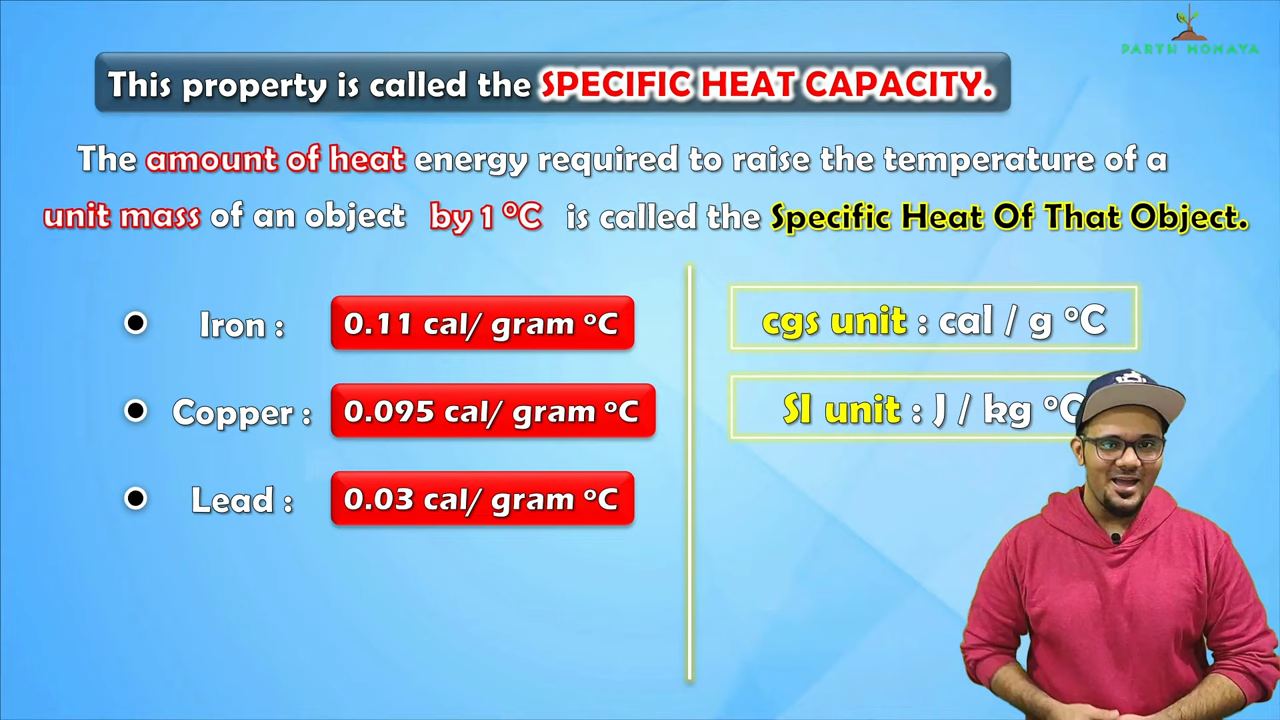 PARTH MOMAYA
This property is called the SPECIFIC HEAT CAPACITY.
The amount of heat energy required to raise the temperature of a
unit mass of an object by 1 °C is called the Specific Heat Of That Object.
Iron : 0.11 cal/ gram °C
Copper : 0.095 cal/ gram °C
Lead : 0.03 cal/ gram °C
cgs unit : cal / g °C
SI unit : J / kg °C